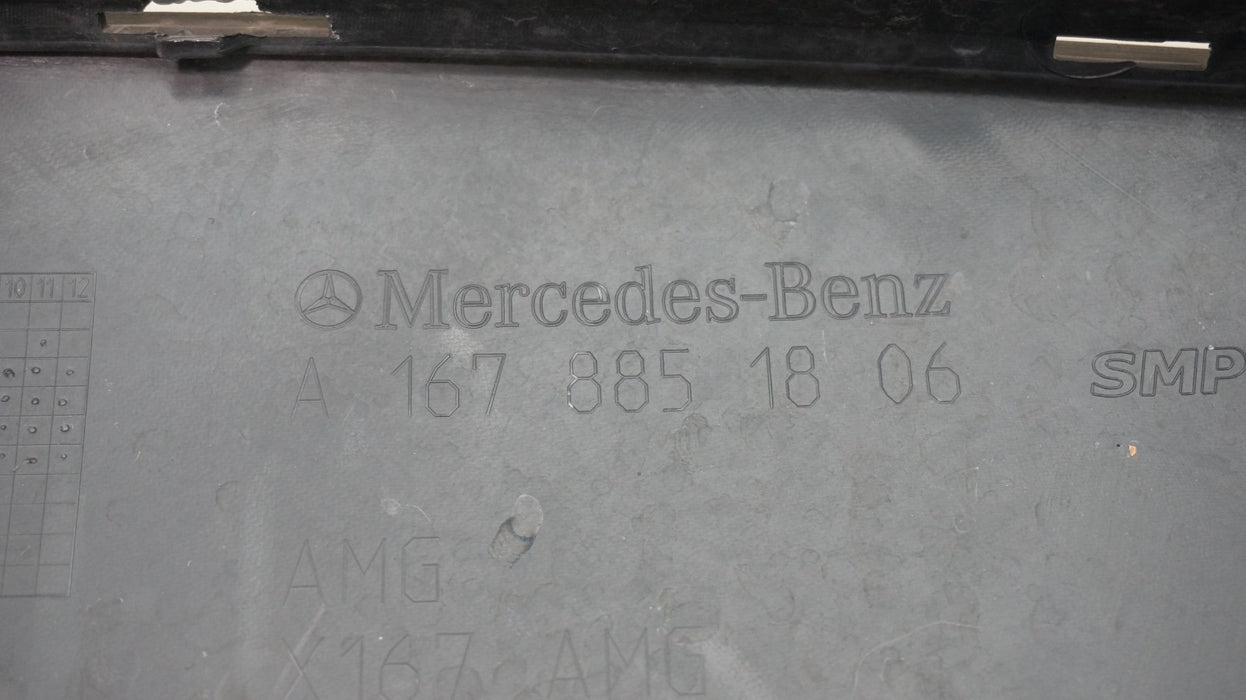 10 11 12
Mercedes-Benz
A 167 885 18 06
SMP
AMG
X167 AMG